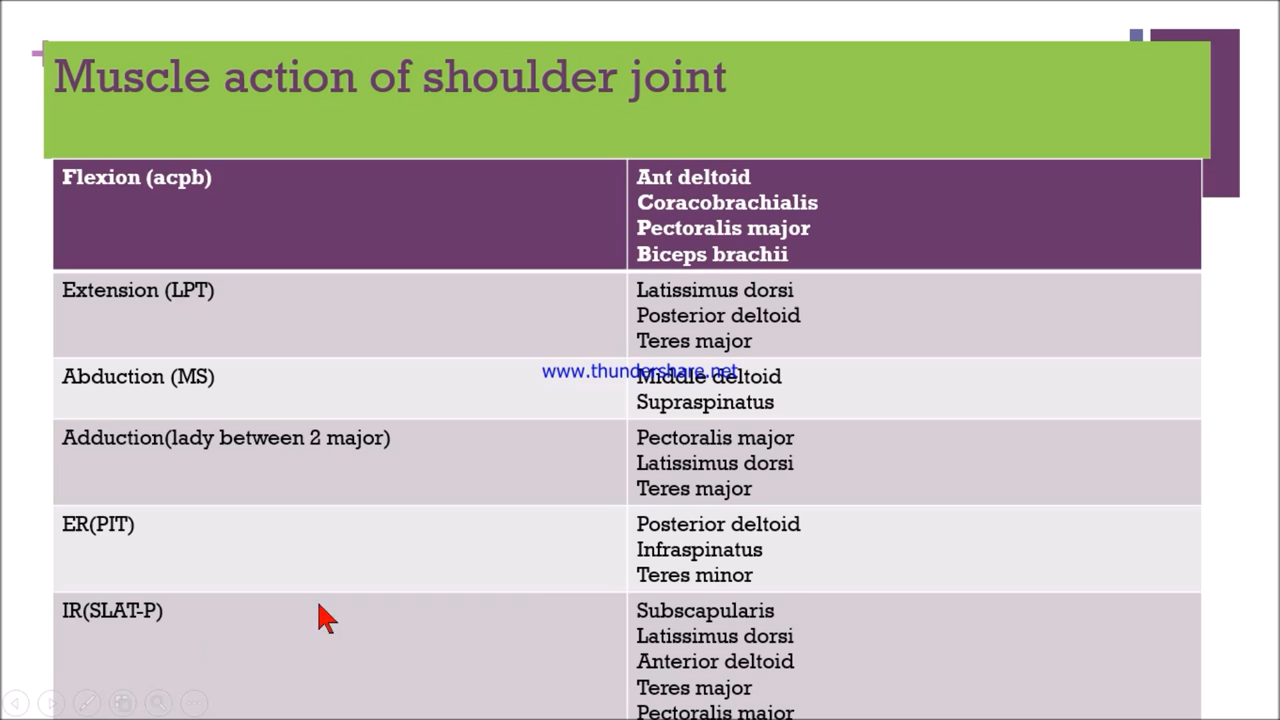 Muscle action of shoulder joint
Flexion (acpb)
Ant deltoid
Coracobrachialis
Pectoralis major
Biceps brachii
Extension (LPT)
Latissimus dorsi
Posterior deltoid
Teres major
Abduction (MS)
www.thundershare.net
Middle deltoid
Supraspinatus
Adduction(lady between 2 major)
Pectoralis major
Latissimus dorsi
Teres major
ER(PIT)
Posterior deltoid
Infraspinatus
Teres minor
IR(SLAT-P)
Subscapularis
Latissimus dorsi
Anterior deltoid
Teres major
Pectoralis major